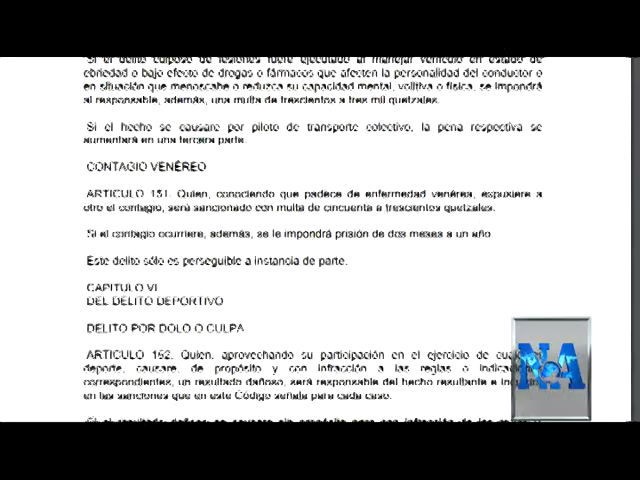 Si el delito culposo de lesiones fuere ejecutado al manejar vehículo en estado de
ebriedad o bajo efecto de drogas o fármacos que afecten la personalidad del conductor o
en situación que menoscabe o reduzca su capacidad mental, volitiva o física, se impondrá
al responsable, además, una multa de trescientos a tres mil quetzales.
Si el hecho se causare por piloto de transporte colectivo, la pena respectiva se
aumentará en una tercera parte.
CONTAGIO VENÉREO
ARTICULO 151. Quien, conociendo que padece de enfermedad venérea, expusiere a
otro el contagio, será sancionado con multa de cincuenta a trescientos quetzales.
Si el contagio ocurriere, además, se le impondrá prisión de dos meses a un año
Este delito sólo es perseguible a instancia de parte.
CAPITULO VI
DEL DELITO DEPORTIVO
DELITO POR DOLO O CULPA
ARTICULO 152. Quien, aprovechando su participación en el ejercicio de
deporte, causare, de propósito y con infracción a las reglas o
correspondientes, un resultado dañoso, será responsable del hecho resultante e
en las sanciones que en este Código señala para cada caso.
NA